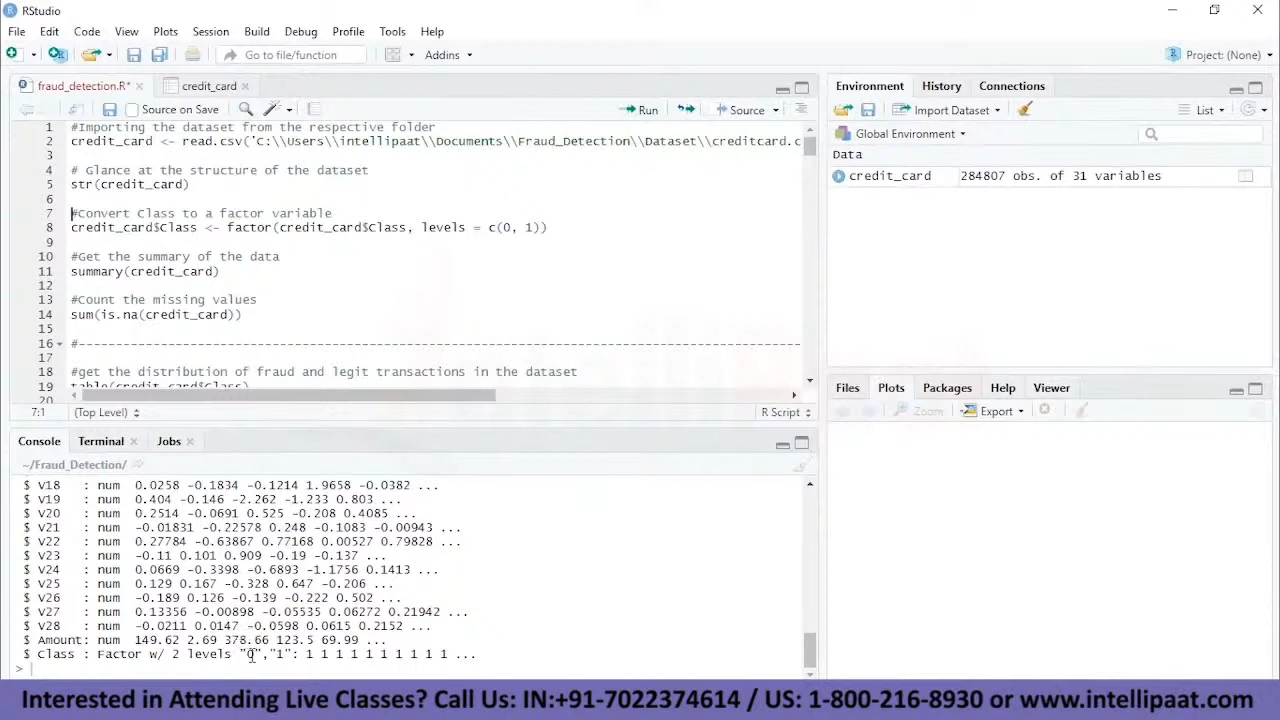 RStudio
File Edit Code View Plots Session Build Debug Profile Tools Help
Go to file/function Addins Project: (None)
fraud_detection.R* credit_card
Source on Save Run Source
1 #Importing the dataset from the respective folder
2 credit_card <- read.csv('C:\\Users\\intellipaat\\Documents\\Fraud_Detection\\Dataset\\creditcard.c
3
4 # Glance at the structure of the dataset
5 str(credit_card)
6
7 #Convert Class to a factor variable
8 credit_card$Class <- factor(credit_card$Class, levels = c(0, 1))
9
10 #Get the summary of the data
11 summary(credit_card)
12
13 #Count the missing values
14 sum(is.na(credit_card))
15
16 #-------------------------------------------------------------------------------------------------
17
18 #get the distribution of fraud and legit transactions in the dataset
19 table(credit_card$Class)
20
7:1 (Top Level) R Script
Console Terminal Jobs
~/Fraud_Detection/
$ V18 : num 0.0258 -0.1834 -0.1214 1.9658 -0.0382 ...
$ V19 : num 0.404 -0.146 -2.262 -1.233 0.803 ...
$ V20 : num 0.2514 -0.0691 0.525 -0.208 0.4085 ...
$ V21 : num -0.01831 -0.22578 0.248 -0.1083 -0.00943 ...
$ V22 : num 0.27784 -0.63867 0.77168 0.00527 0.79828 ...
$ V23 : num -0.11 0.101 0.909 -0.19 -0.137 ...
$ V24 : num 0.0669 -0.3398 -0.6893 -1.1756 0.1413 ...
$ V25 : num 0.129 0.167 -0.328 0.647 -0.206 ...
$ V26 : num -0.189 0.126 -0.139 -0.222 0.502 ...
$ V27 : num 0.13356 -0.00898 -0.05535 0.06272 0.21942 ...
$ V28 : num -0.0211 0.0147 -0.0598 0.0615 0.2152 ...
$ Amount: num 149.62 2.69 378.66 123.5 69.99 ...
$ Class : Factor w/ 2 levels "0","1": 1 1 1 1 1 1 1 1 1 1 ...
>
Environment History Connections
Import Dataset List
Global Environment
Data
credit_card 284807 obs. of 31 variables
Files Plots Packages Help Viewer
Zoom Export
Interested in Attending Live Classes? Call Us: IN:+91-7022374614 / US: 1-800-216-8930 or www.intellipaat.com